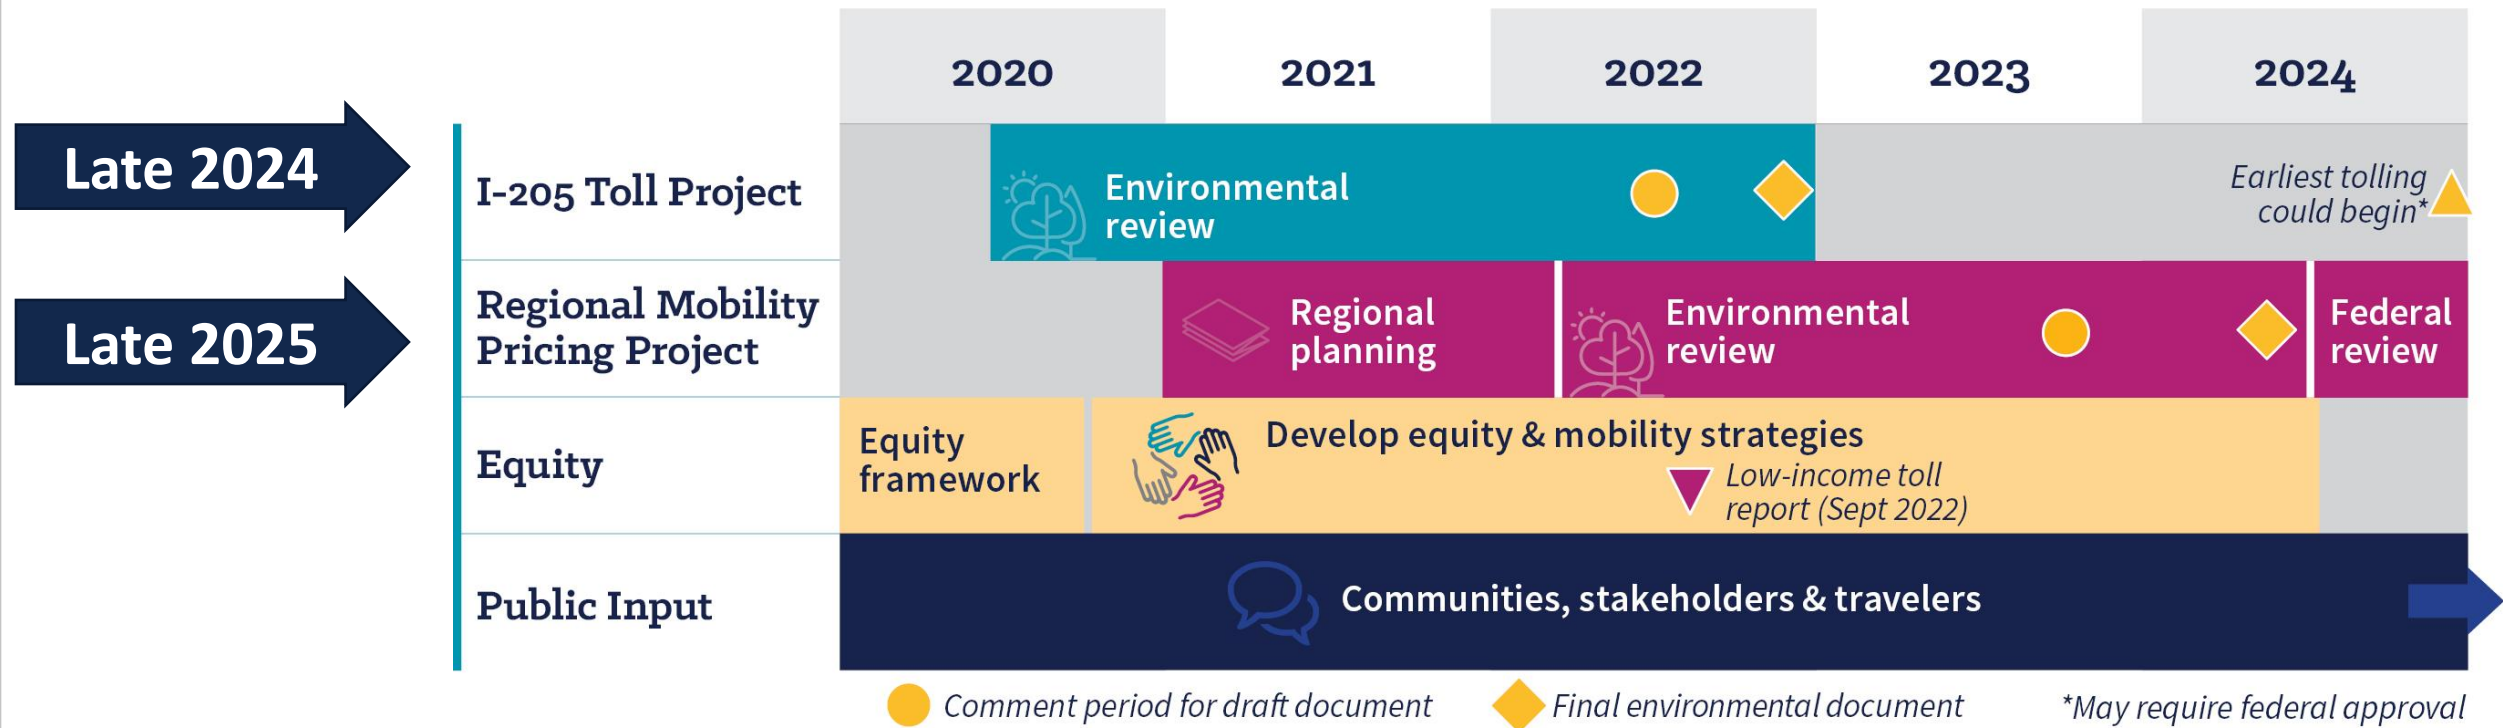 2020
2021
2022
2023
2024
Late 2024
I-205 Toll Project
Environmental
review
Earliest tolling
could begin*
Late 2025
Regional Mobility
Pricing Project
Regional
planning
Environmental
review
Federal
review
Equity
Equity
framework
Develop equity & mobility strategies
Low-income toll
report (Sept 2022)
Public Input
Communities, stakeholders & travelers
Comment period for draft document
Final environmental document
*May require federal approval